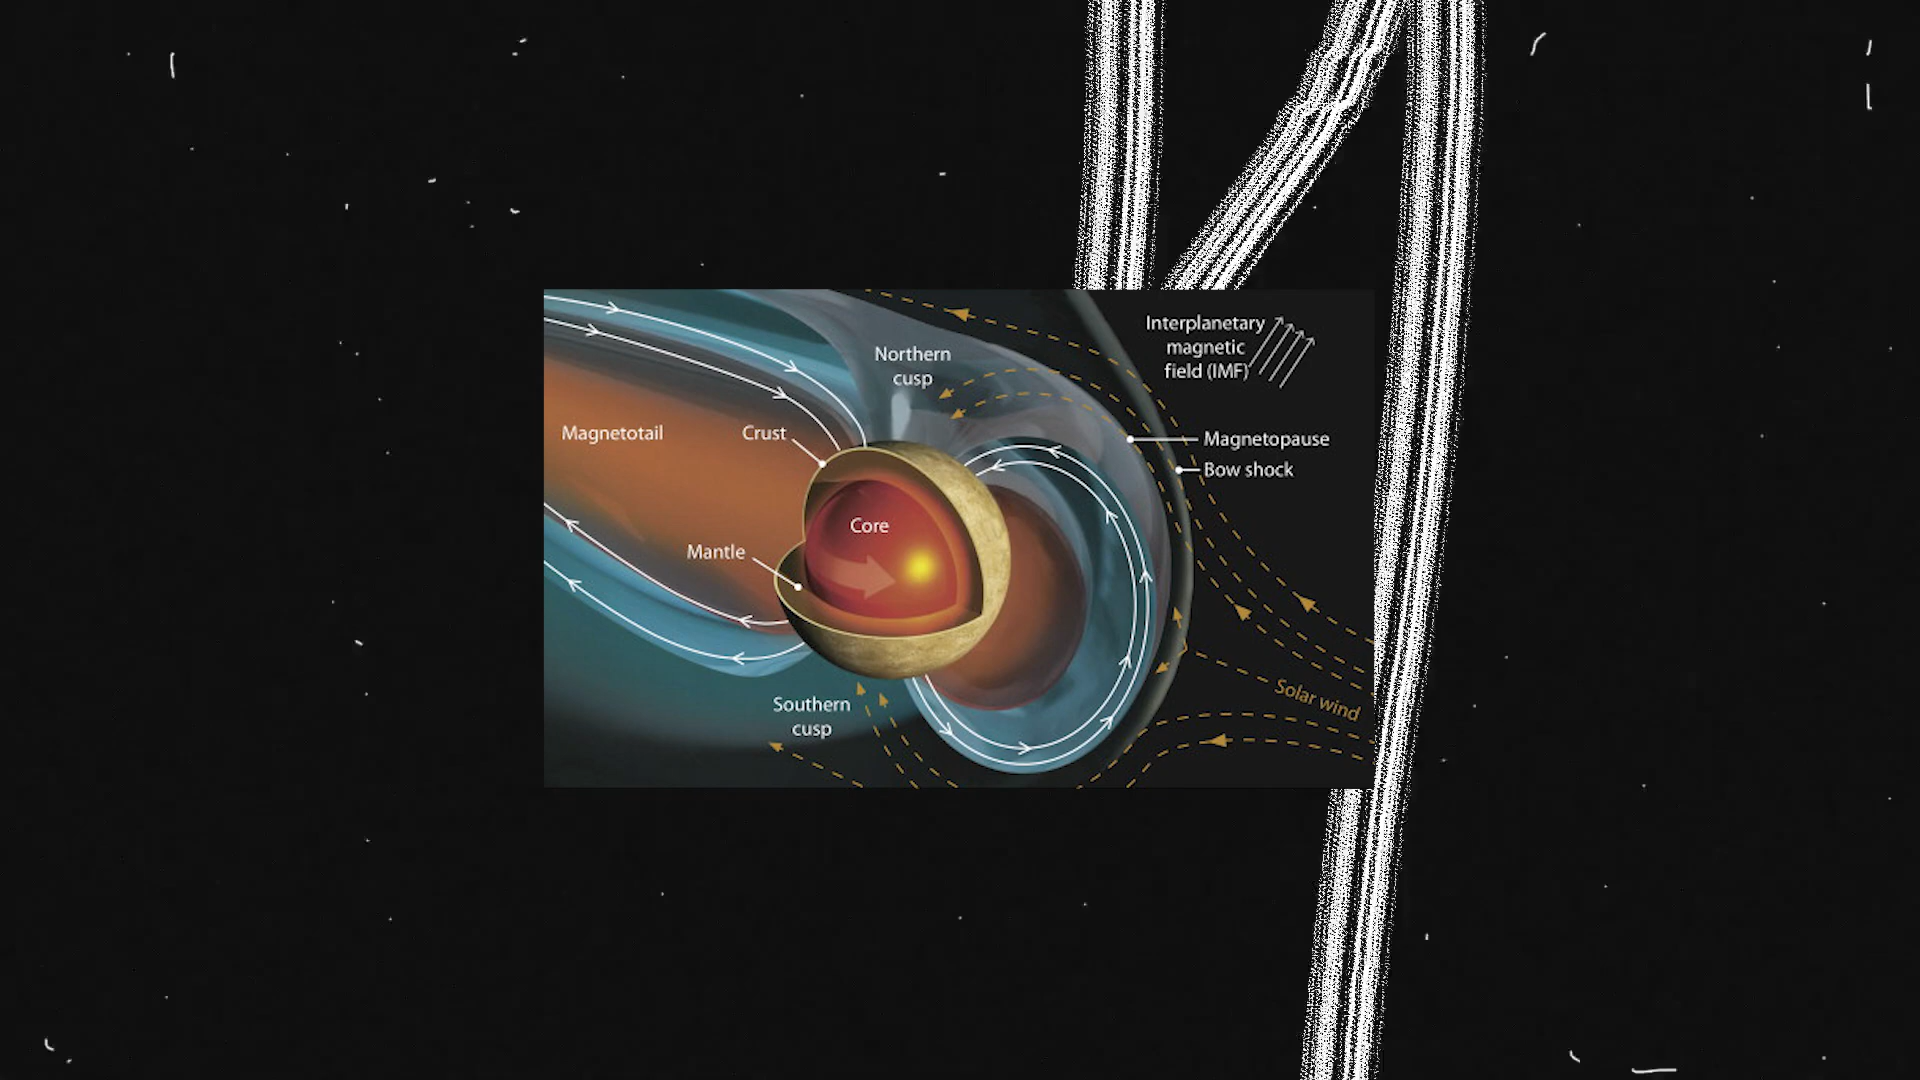 Interplanetary
magnetic
field (IMF)
Northern
cusp
Magnetotail
Crust
Magnetopause
Bow shock
Core
Mantle
Solar wind
Southern
cusp